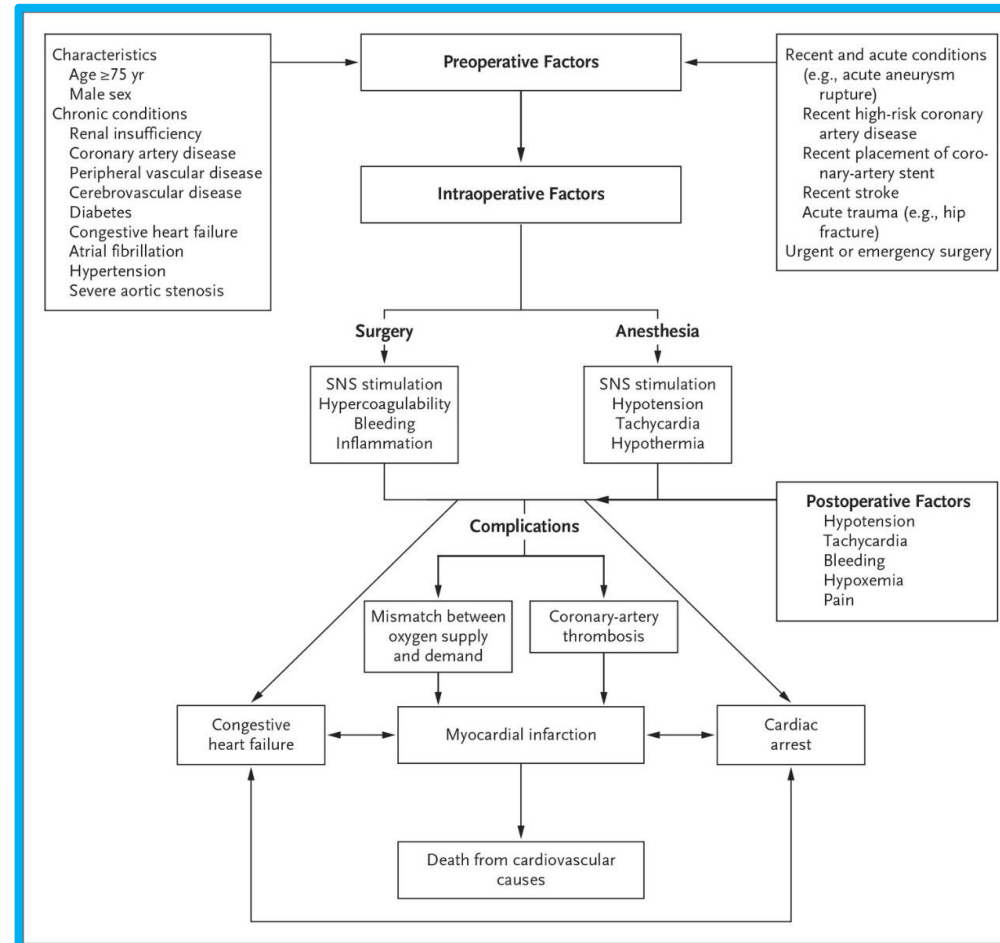 Characteristics
Age ≥75 yr
Male sex
Chronic conditions
Renal insufficiency
Coronary artery disease
Peripheral vascular disease
Cerebrovascular disease
Diabetes
Congestive heart failure
Atrial fibrillation
Hypertension
Severe aortic stenosis
Preoperative Factors
Recent and acute conditions
(e.g., acute aneurysm
rupture)
Recent high-risk coronary
artery disease
Recent placement of coro-
nary-artery stent
Recent stroke
Acute trauma (e.g., hip
fracture)
Urgent or emergency surgery
Intraoperative Factors
Surgery
SNS stimulation
Hypercoagulability
Bleeding
Inflammation
Anesthesia
SNS stimulation
Hypotension
Tachycardia
Hypothermia
Postoperative Factors
Hypotension
Tachycardia
Bleeding
Hypoxemia
Pain
Complications
Mismatch between
oxygen supply
and demand
Coronary-artery
thrombosis
Congestive
heart failure
Myocardial infarction
Cardiac
arrest
Death from cardiovascular
causes